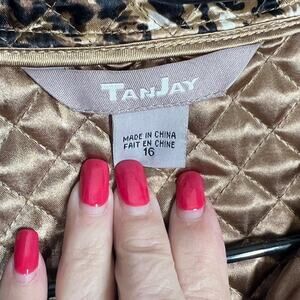 TANJAY
MADE IN CHINA
FAIT EN CHINE
16